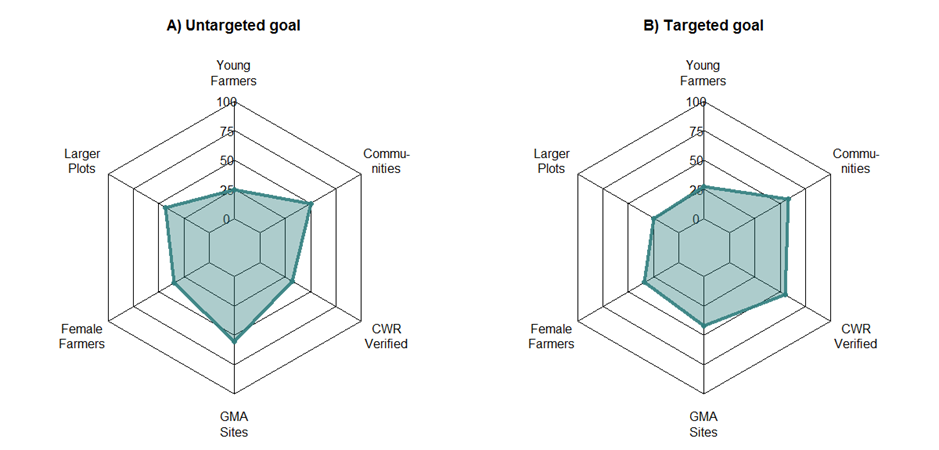 A) Untargeted goal
Young
Farmers
100
75
50
25
0
Larger
Plots
Commu-
nities
Female
Farmers
CWR
Verified
GMA
Sites
B) Targeted goal
Young
Farmers
100
75
50
25
0
Larger
Plots
Commu-
nities
Female
Farmers
CWR
Verified
GMA
Sites